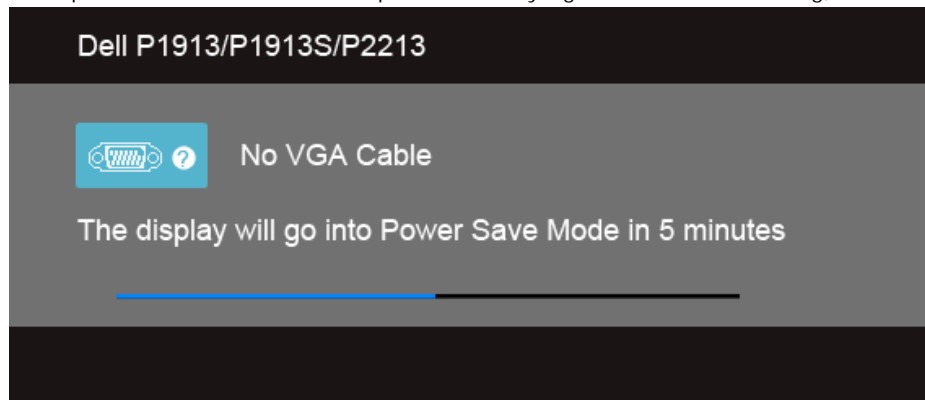 Dell P1913/P1913S/P2213
? No VGA Cable
The display will go into Power Save Mode in 5 minutes